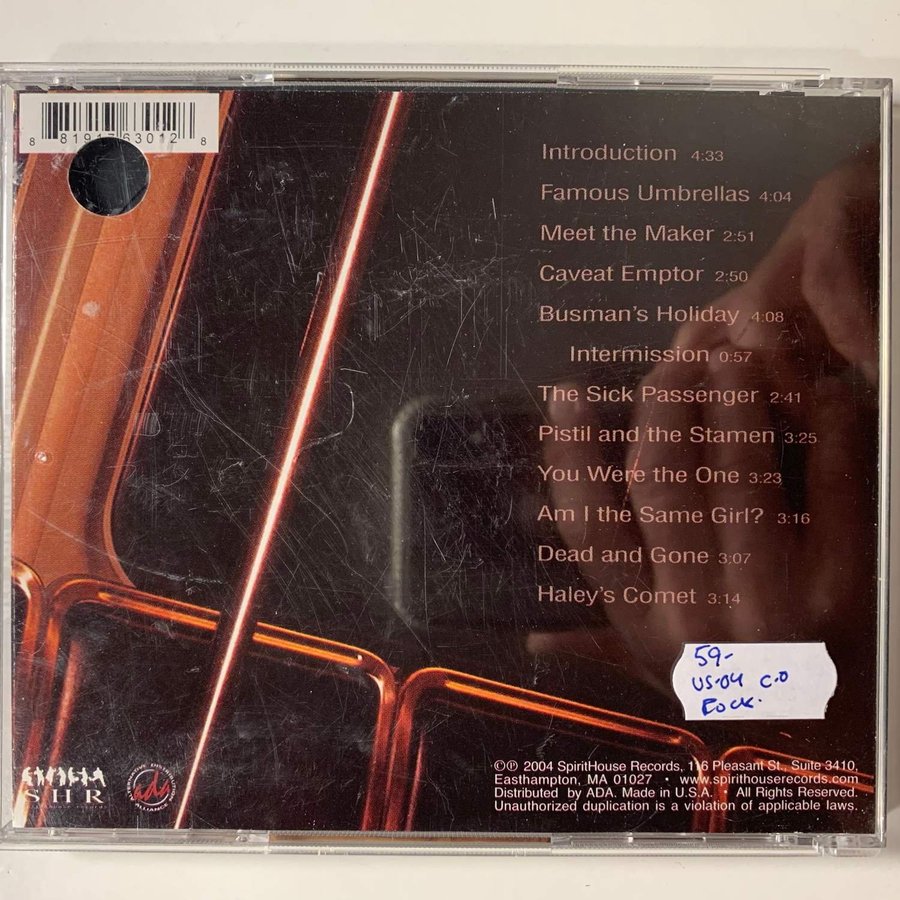 Introduction 4:33
Famous Umbrellas 4:04
Meet the Maker 2:51
Caveat Emptor 2:50
Busman's Holiday 4:08
Intermission 0:57
The Sick Passenger 2:41
Pistil and the Stamen 3:25
You Were the One 3:23
Am I the Same Girl? 3:16
Dead and Gone 3:07
Haley's Comet 3:14
59-
US-04 C.O
ROCK.
SHR
ada
ALTERNATIVE DISTRIBUTION ALLIANCE
©℗ 2004 SpiritHouse Records, 116 Pleasant St., Suite 3410,
Easthampton, MA 01027 • www.spirithouserecords.com
Distributed by ADA. Made in U.S.A. All Rights Reserved.
Unauthorized duplication is a violation of applicable laws.